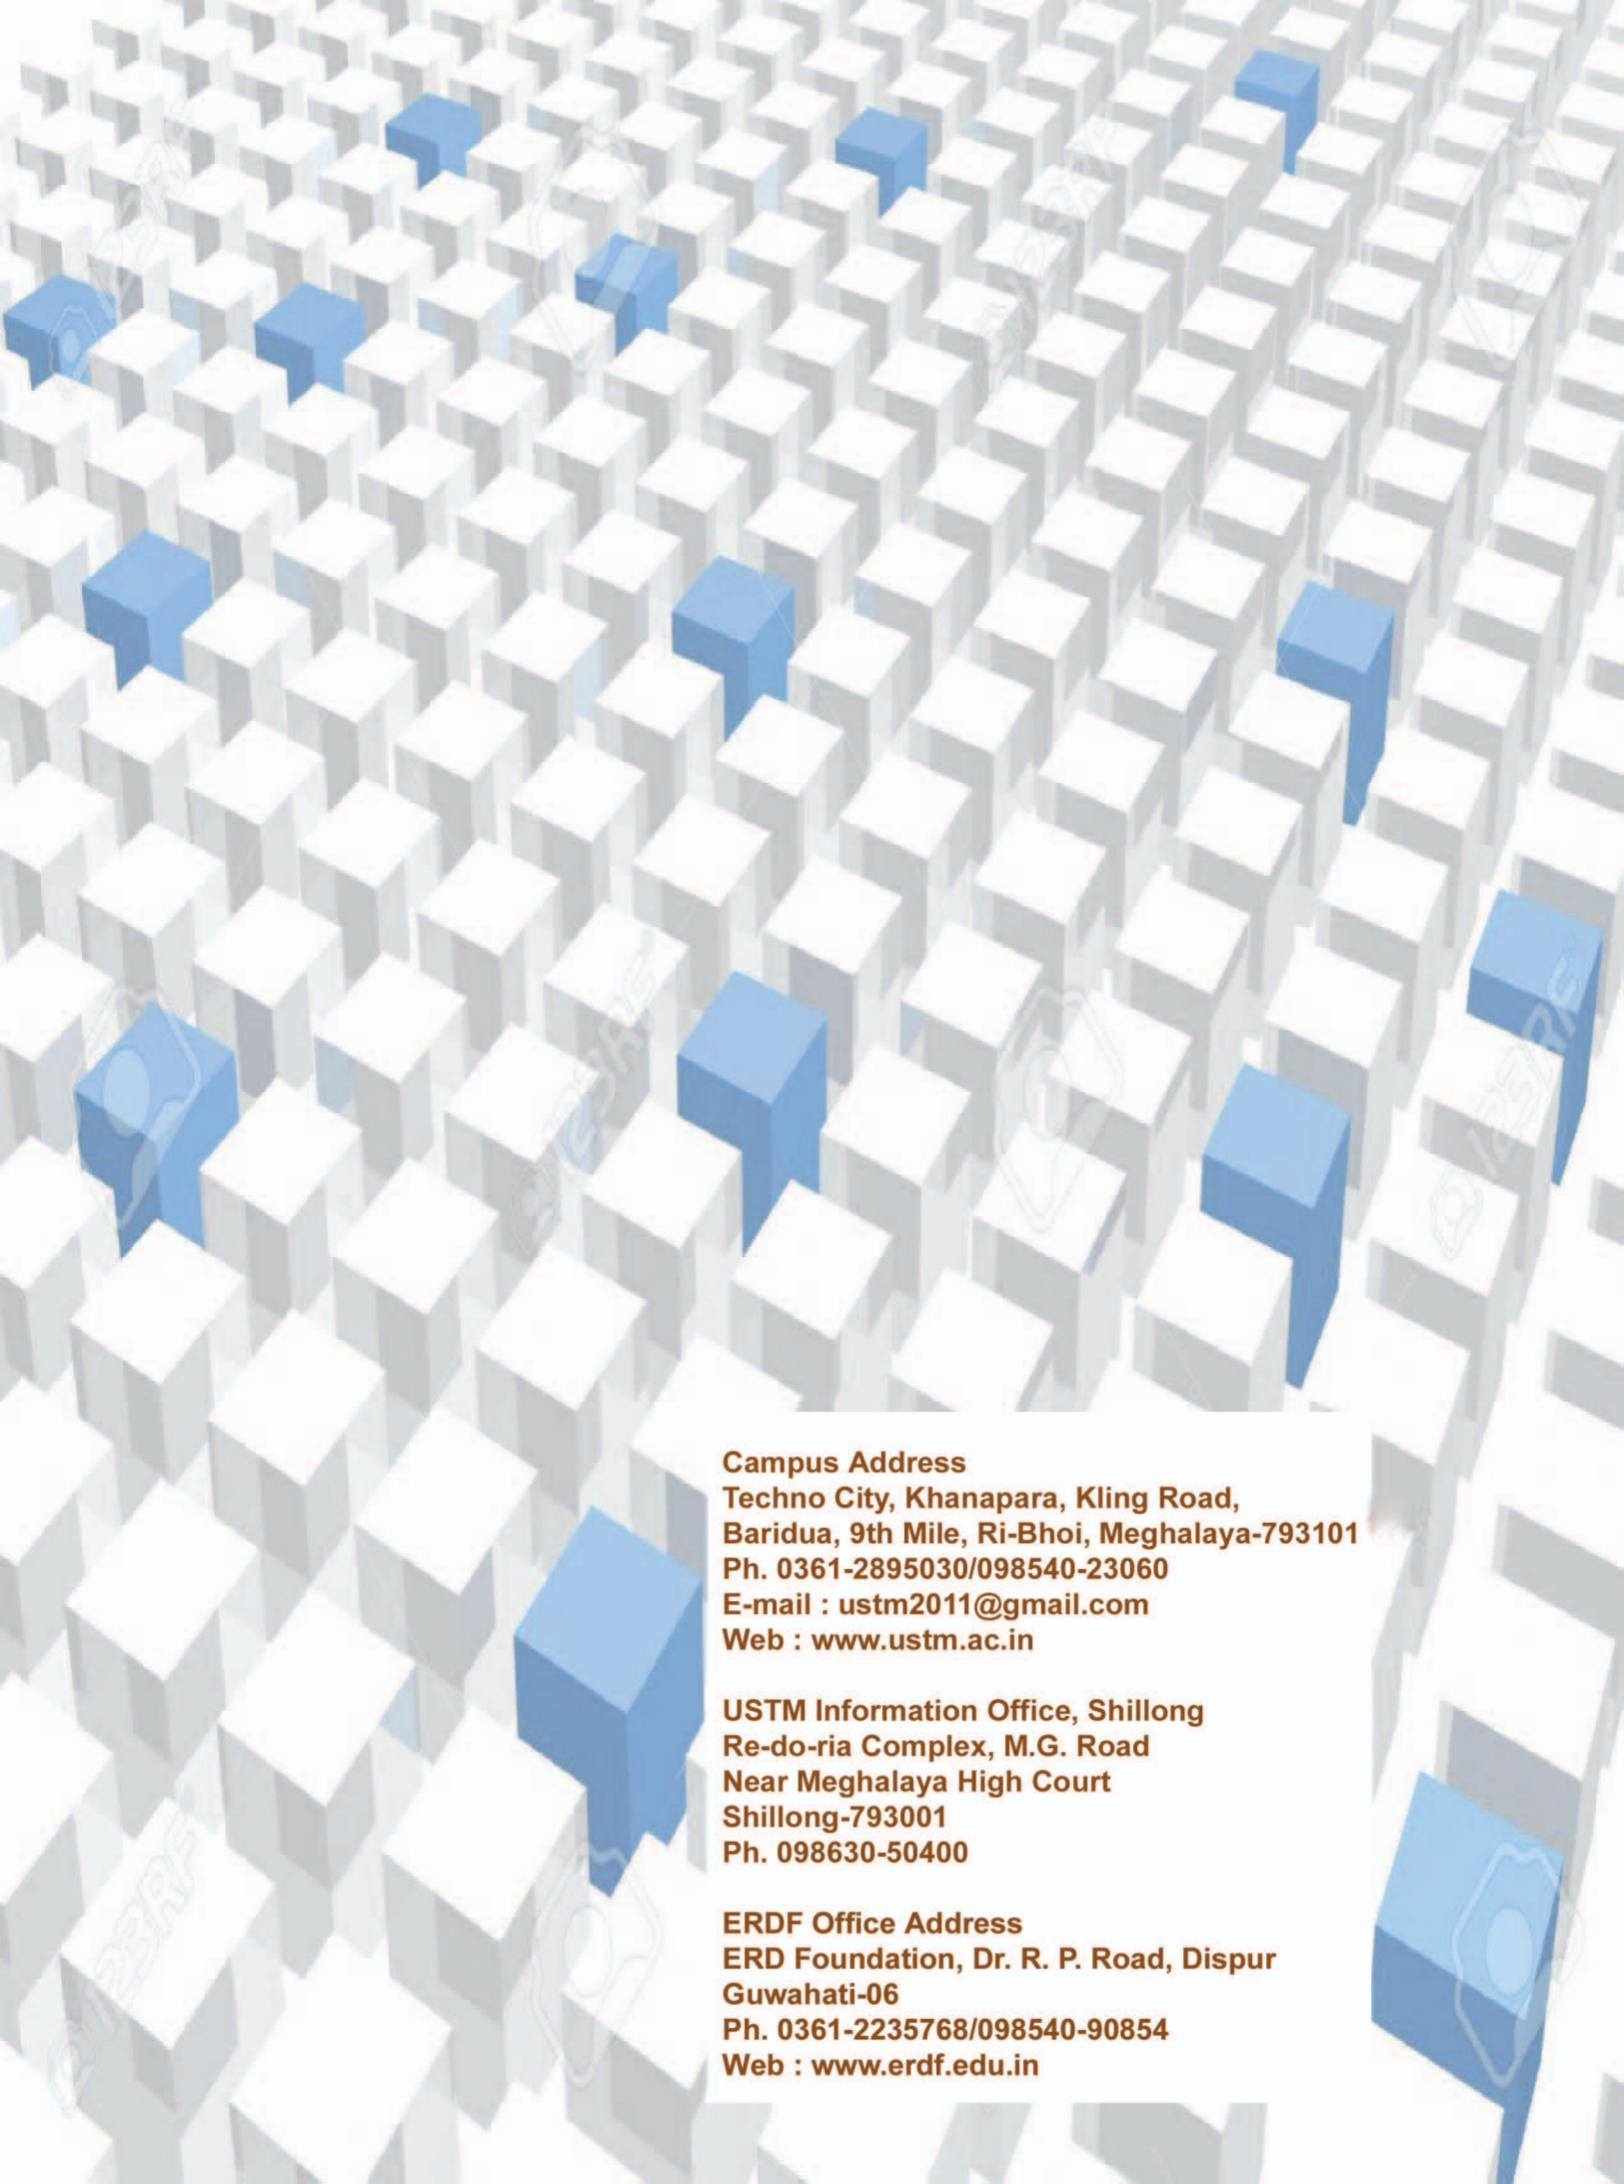 Campus Address
Techno City, Khanapara, Kling Road,
Baridua, 9th Mile, Ri-Bhoi, Meghalaya-793101
Ph. 0361-2895030/098540-23060
E-mail : ustm2011@gmail.com
Web : www.ustm.ac.in
USTM Information Office, Shillong
Re-do-ria Complex, M.G. Road
Near Meghalaya High Court
Shillong-793001
Ph. 098630-50400
ERDF Office Address
ERD Foundation, Dr. R. P. Road, Dispur
Guwahati-06
Ph. 0361-2235768/098540-90854
Web : www.erdf.edu.in